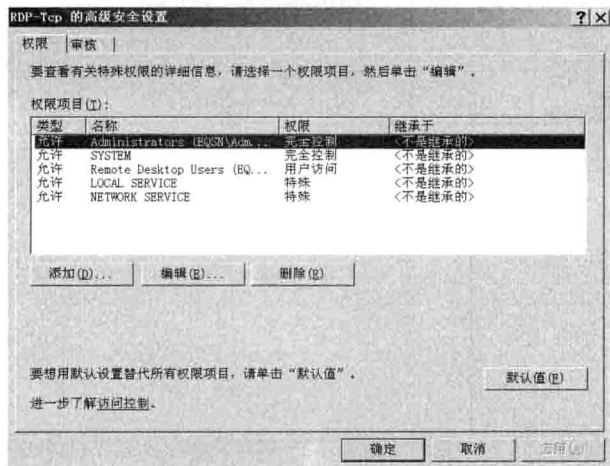 RDP-Tcp 的高级安全设置
权限 审核
要查看有关特殊权限的详细信息，请选择一个权限项目，然后单击“编辑”。
权限项目(T):
类型 名称 权限 继承于
允许 Administrators (EQSN\Adm... 完全控制 <不是继承的>
允许 SYSTEM 完全控制 <不是继承的>
允许 Remote Desktop Users (EQ... 用户访问 <不是继承的>
允许 LOCAL SERVICE 特殊 <不是继承的>
允许 NETWORK SERVICE 特殊 <不是继承的>
添加(D)... 编辑(E)... 删除(R)
要想用默认设置替代所有权限项目，请单击“默认值”。
默认值(F)
进一步了解访问控制。
确定 取消 应用(A)